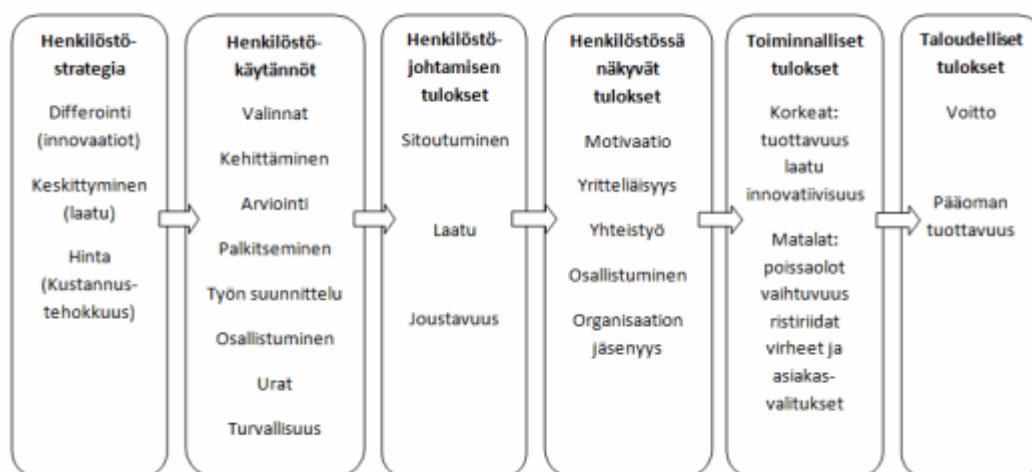 Henkilöstö-
strategia
Differointi
(innovaatiot)
Keskittyminen
(laatu)
Hinta
(Kustannus-
tehokkuus)
Henkilöstö-
käytännöt
Valinnat
Kehittäminen
Arviointi
Palkitseminen
Työn suunnittelu
Osallistuminen
Urat
Turvallisuus
Henkilöstö-
johtamisen
tulokset
Sitoutuminen
Laatu
Joustavuus
Henkilöstössä
näkyvät
tulokset
Motivaatio
Yritteliäisyys
Yhteistyö
Osallistuminen
Organisaation
jäsenyys
Toiminnalliset
tulokset
Korkeat:
tuottavuus
laatu
innovatiivisuus
Matalat:
poissaolot
vaihtuvuus
ristiriidat
virheet ja
asiakas-
valitukset
Taloudelliset
tulokset
Voitto
Pääoman
tuottavuus